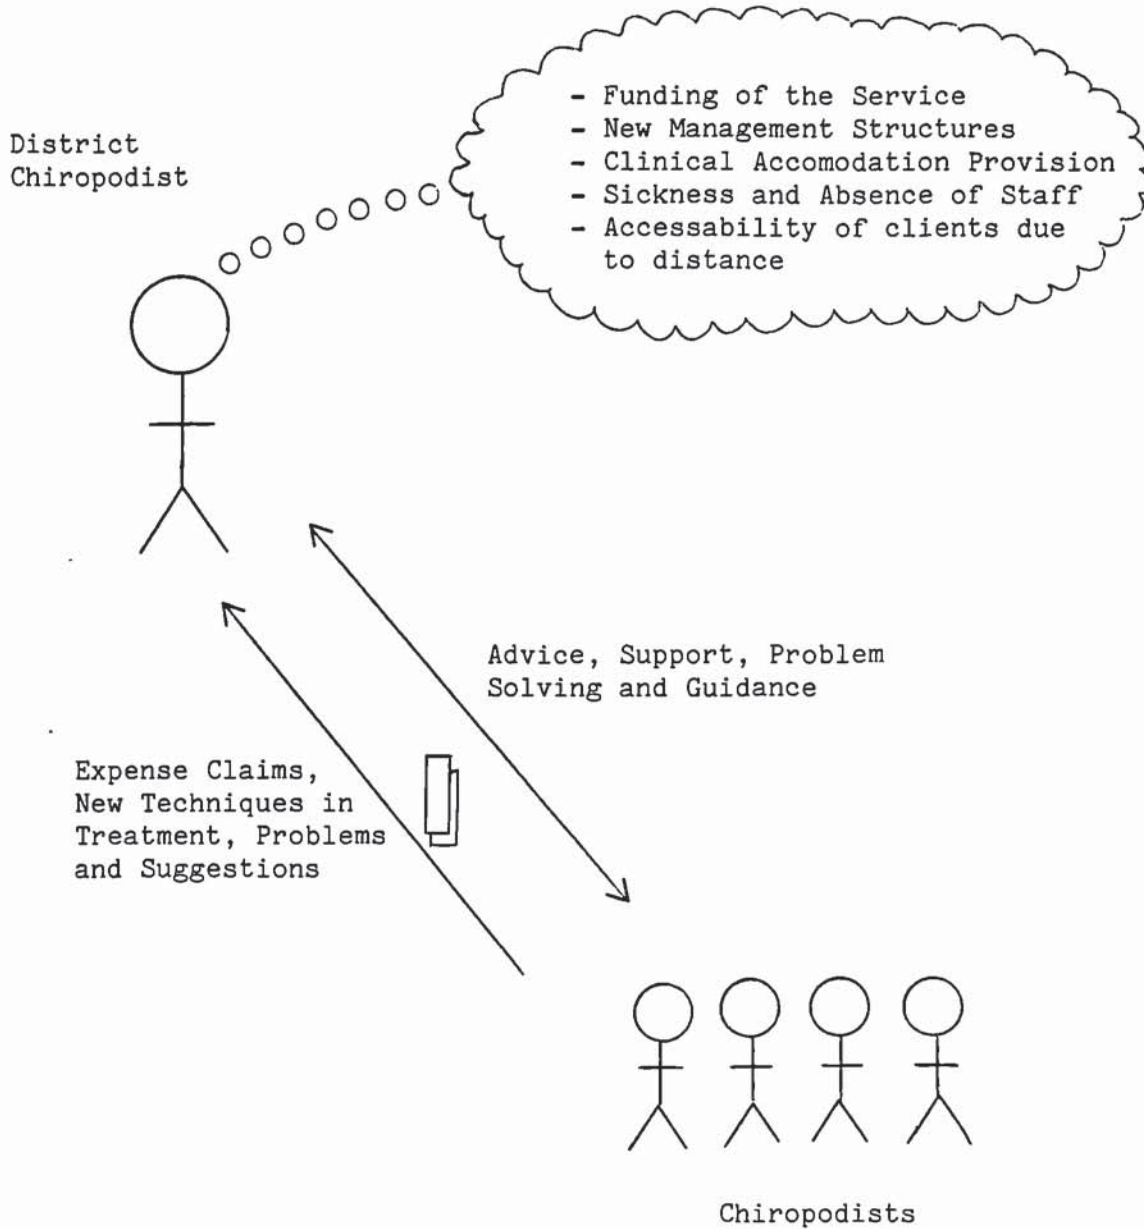 District
Chiropodist
- Funding of the Service
- New Management Structures
- Clinical Accomodation Provision
- Sickness and Absence of Staff
- Accessability of clients due
to distance
Advice, Support, Problem
Solving and Guidance
Expense Claims,
New Techniques in
Treatment, Problems
and Suggestions
Chiropodists